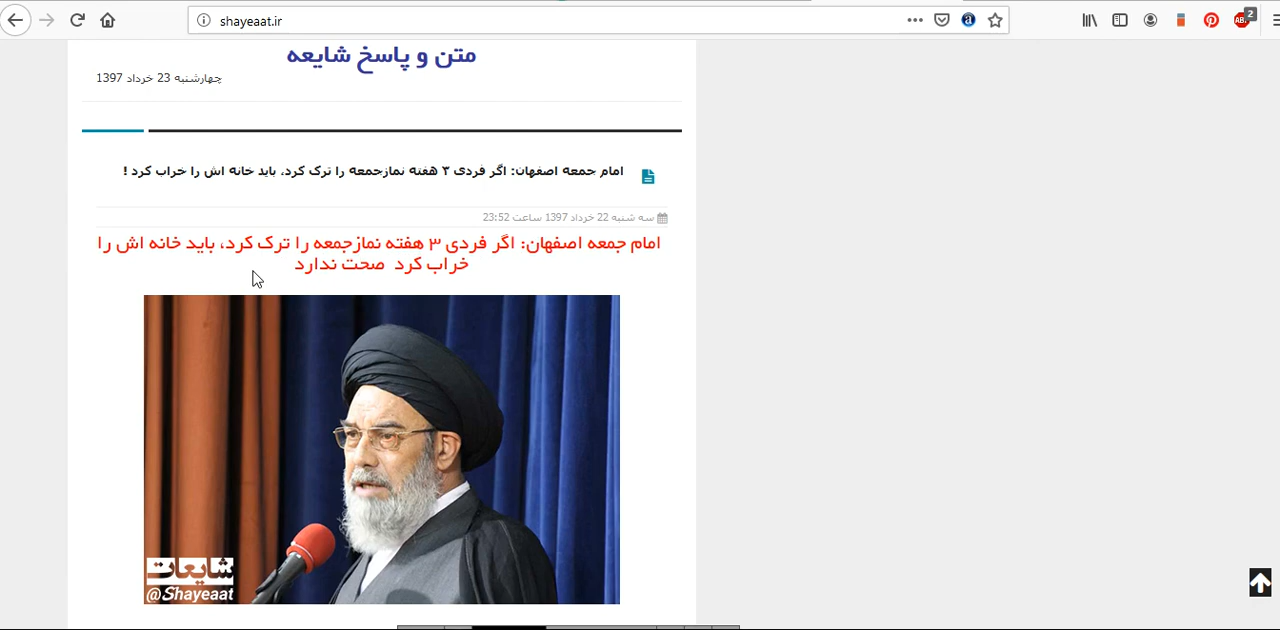 shayeaat.ir
ABP
2
متن و پاسخ شایعه
چهارشنبه 23 خرداد 1397
امام جمعه اصفهان: اگر فردی ۳ هفته نمازجمعه را ترک کرد، باید خانه اش را خراب کرد !
سه شنبه 22 خرداد 1397 ساعت 23:52
امام جمعه اصفهان: اگر فردی ۳ هفته نمازجمعه را ترک کرد، باید خانه اش را
خراب کرد صحت ندارد
شایعات
@Shayeaat